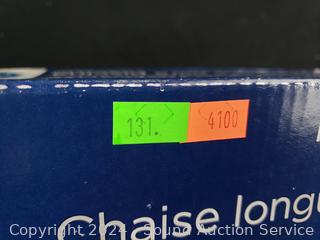 131.
4100
Chaise longu
Copyright 2024 Sound Auction Service